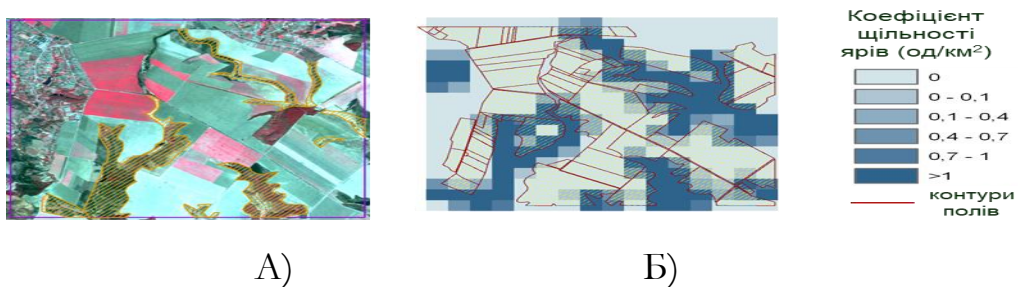 Коефіцієнт
щільності
ярів (од/км²)
0
0 - 0,1
0,1 - 0,4
0,4 - 0,7
0,7 - 1
>1
контури
полів
А)
Б)